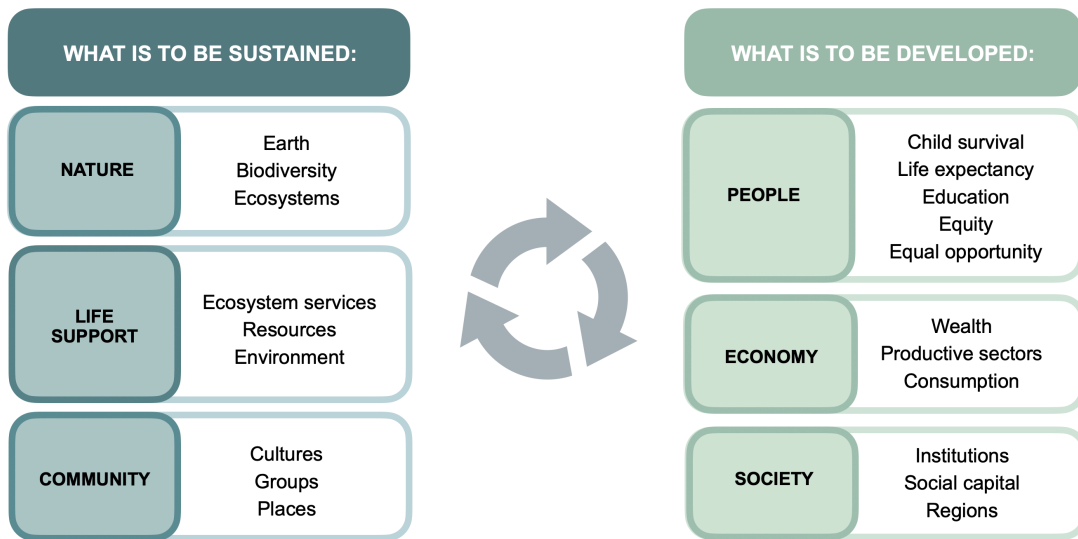 WHAT IS TO BE SUSTAINED:
NATURE
Earth
Biodiversity
Ecosystems
LIFE
SUPPORT
Ecosystem services
Resources
Environment
COMMUNITY
Cultures
Groups
Places
WHAT IS TO BE DEVELOPED:
PEOPLE
Child survival
Life expectancy
Education
Equity
Equal opportunity
ECONOMY
Wealth
Productive sectors
Consumption
SOCIETY
Institutions
Social capital
Regions